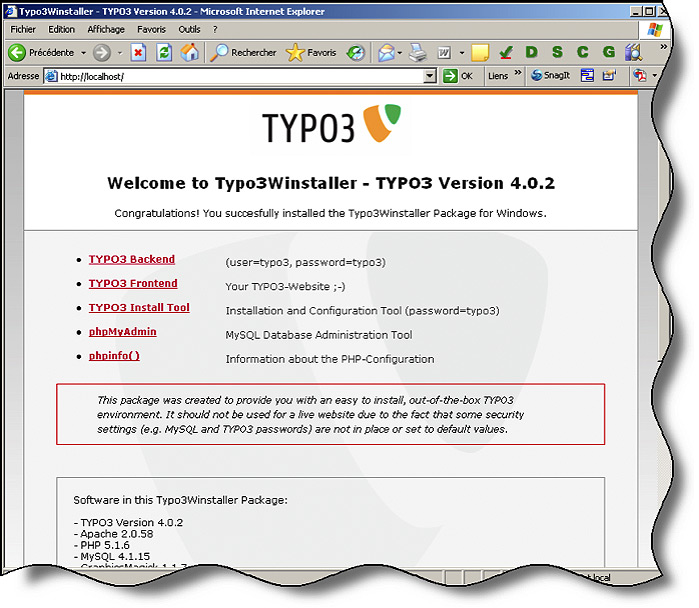 Typo3Winstaller - TYPO3 Version 4.0.2 - Microsoft Internet Explorer
Fichier Edition Affichage Favoris Outils ?
Précédente Rechercher Favoris W D S C G »
Adresse http://localhost/ OK Liens » SnagIt
TYPO3
Welcome to Typo3Winstaller - TYPO3 Version 4.0.2
Congratulations! You succesfully installed the Typo3Winstaller Package for Windows.
• TYPO3 Backend (user=typo3, password=typo3)
• TYPO3 Frontend Your TYPO3-Website ;-)
• TYPO3 Install Tool Installation and Configuration Tool (password=typo3)
• phpMyAdmin MySQL Database Administration Tool
• phpinfo() Information about the PHP-Configuration
This package was created to provide you with an easy to install, out-of-the-box TYPO3
environment. It should not be used for a live website due to the fact that some security
settings (e.g. MySQL and TYPO3 passwords) are not in place or set to default values.
Software in this Typo3Winstaller Package:
- TYPO3 Version 4.0.2
- Apache 2.0.58
- PHP 5.1.6
- MySQL 4.1.15
- GraphicsMagick 1.1.7
local